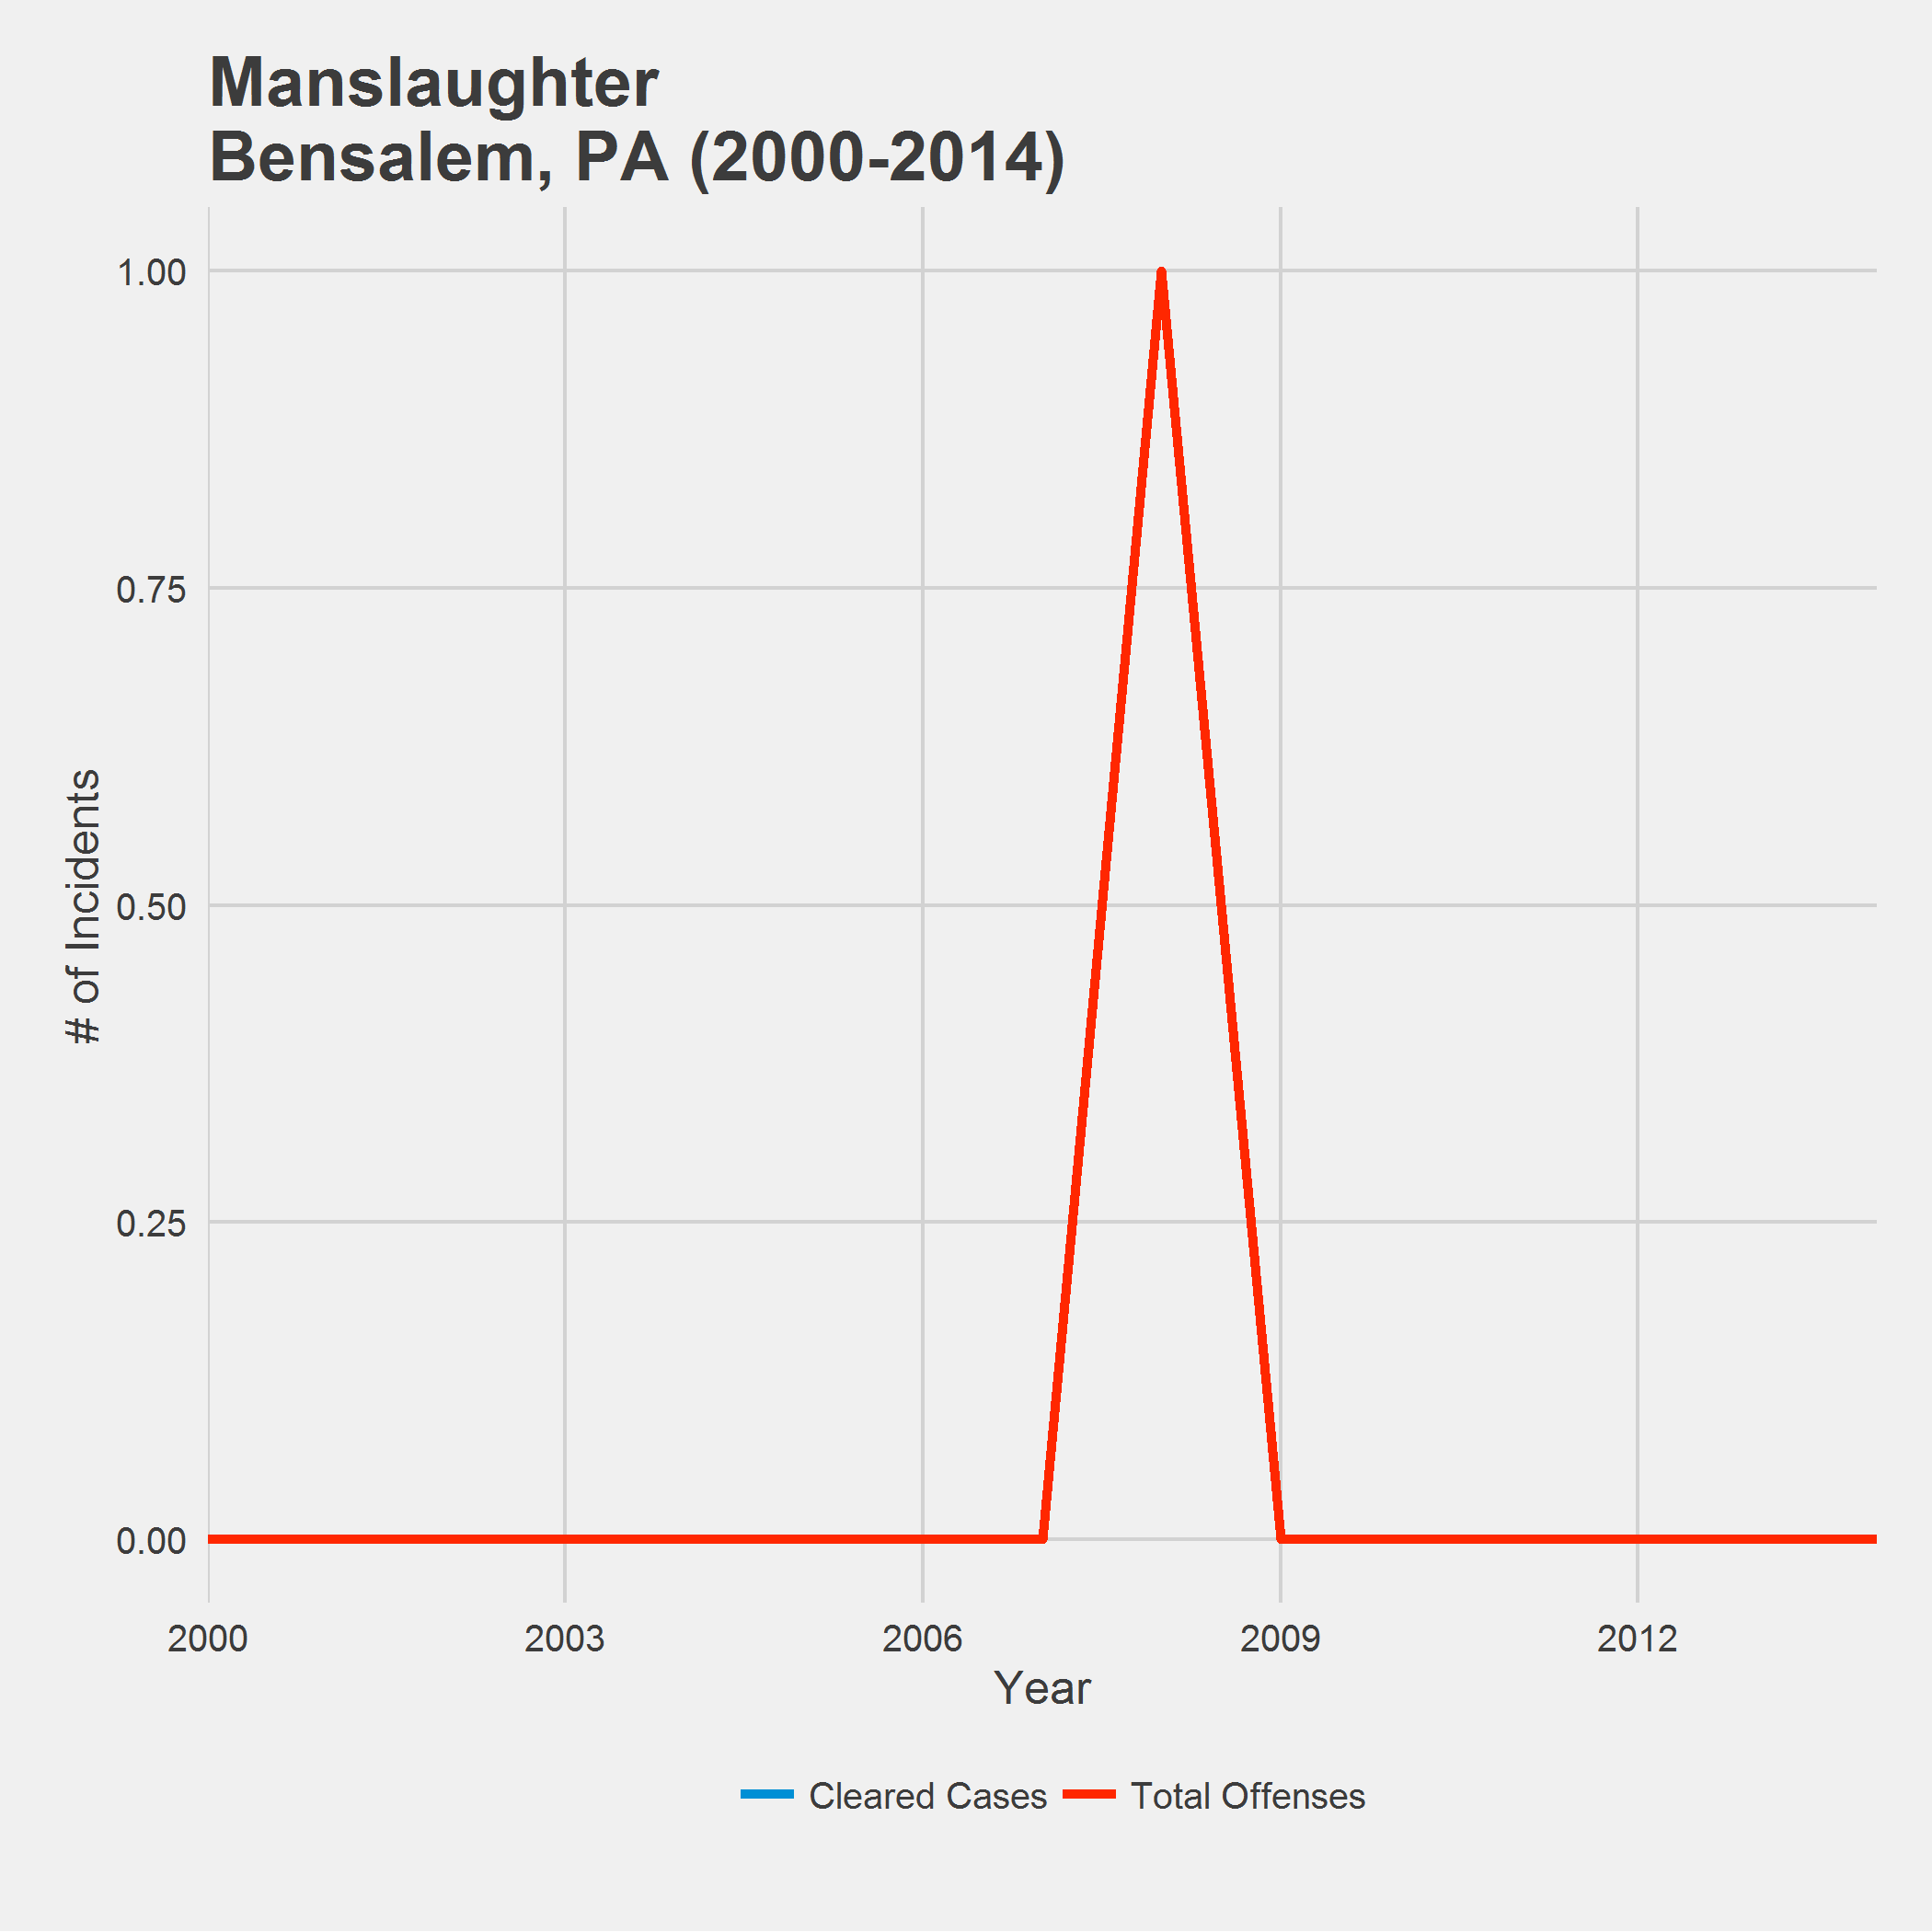 Manslaughter
Bensalem, PA (2000-2014)
1.00
0.75
0.50
0.25
0.00
# of Incidents
2000 2003 2006 2009 2012
Year
Cleared Cases Total Offenses